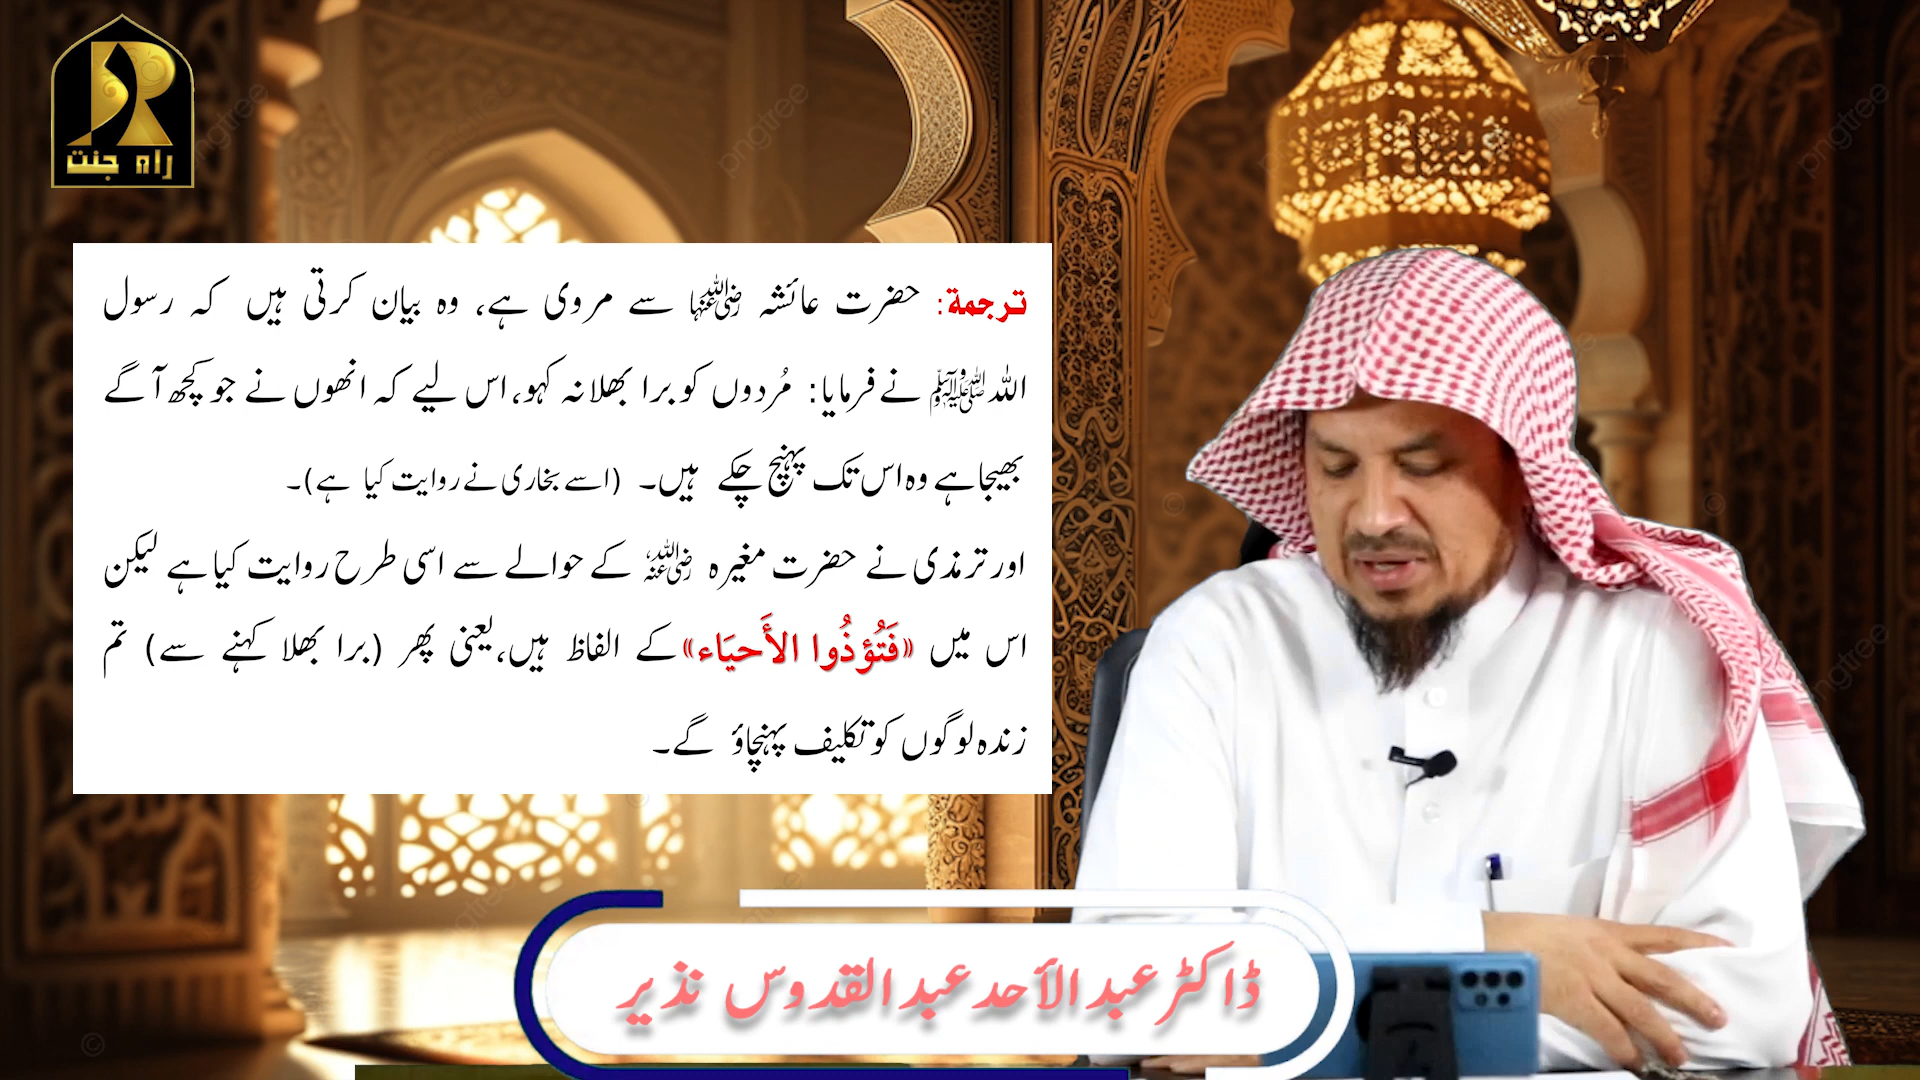 راہ جنت
ترجمة: حضرت عائشہ رضی اللہ عنہا سے مروی ہے، وہ بیان کرتی ہیں کہ رسول
اللہ ﷺ نے فرمایا: مُردوں کو برا بھلا نہ کہو، اس لیے کہ انھوں نے جو کچھ آگے
بھیجا ہے وہ اس تک پہنچ چکے ہیں۔ (اسے بخاری نے روایت کیا ہے)۔
اور ترمذی نے حضرت مغیرہ رضی اللہ عنہ کے حوالے سے اسی طرح روایت کیا ہے لیکن
اس میں «فَتُؤذُوا الأَحيَاء» کے الفاظ ہیں، یعنی پھر (برا بھلا کہنے سے) تم
زندہ لوگوں کو تکلیف پہنچاؤ گے۔
ڈاکٹر عبد الأحد عبد القدوس نذیر